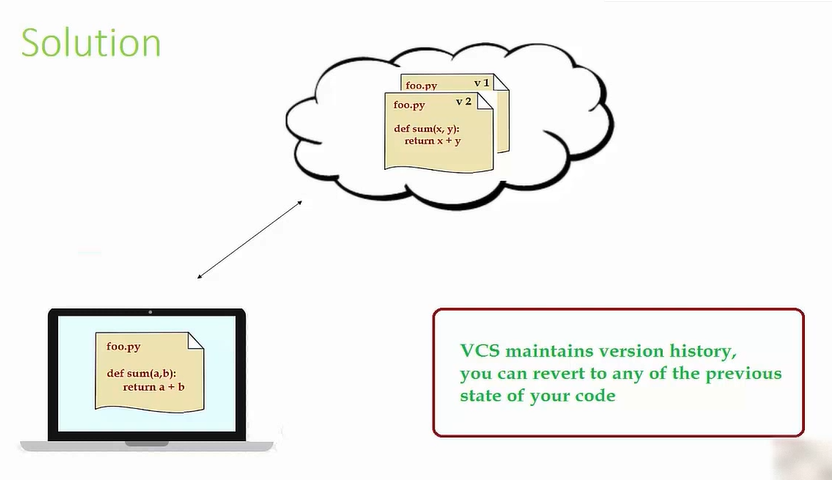 Solution
foo.py v 1
foo.py v 2
def sum(x, y):
return x + y
foo.py
def sum(a,b):
return a + b
VCS maintains version history,
you can revert to any of the previous
state of your code